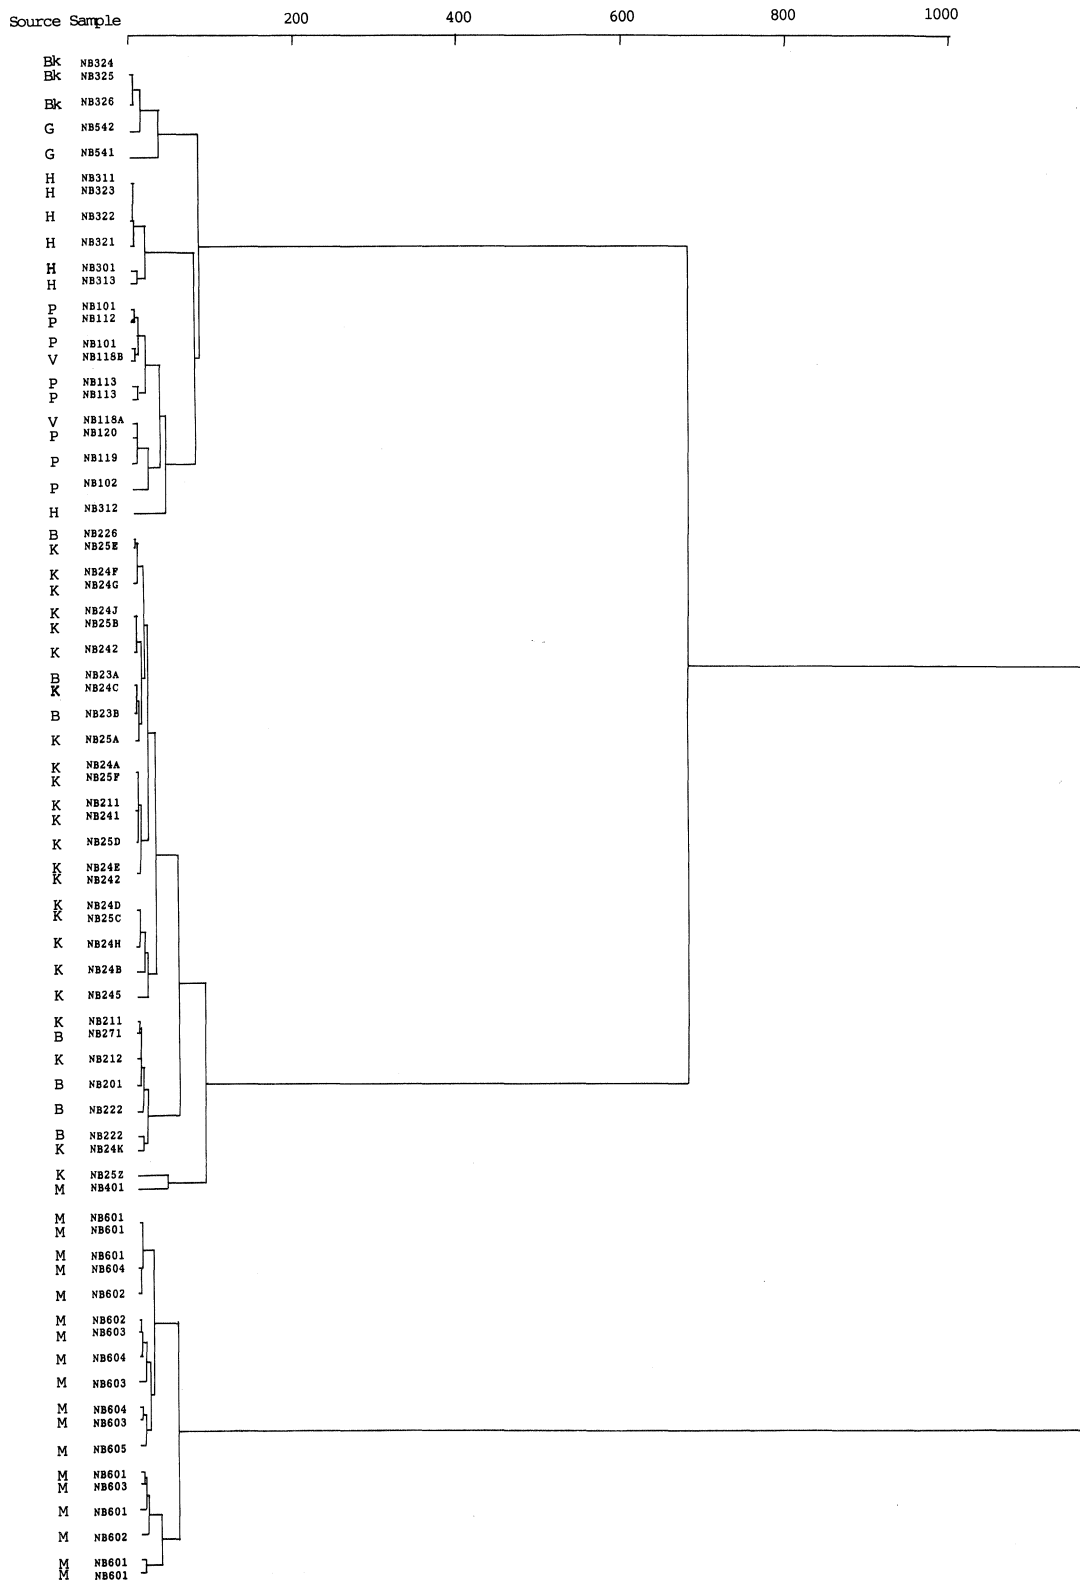 Source Sample 200 400 600 800 1000
Bk NB324
Bk NB325
Bk NB326
G NB542
G NB541
H NB311
H NB323
H NB322
H NB321
H NB301
H NB313
P NB101
P NB112
P NB101
V NB118B
P NB113
P NB113
V NB118A
P NB120
P NB119
P NB102
H NB312
B NB226
K NB25E
K NB24F
K NB24G
K NB24J
K NB25B
K NB242
B NB23A
K NB24C
B NB23B
K NB25A
K NB24A
K NB25F
K NB211
K NB241
K NB25D
K NB24E
K NB242
K NB24D
K NB25C
K NB24H
K NB24B
K NB245
K NB211
B NB271
K NB212
B NB201
B NB222
B NB222
K NB24K
K NB25Z
M NB401
M NB601
M NB601
M NB601
M NB604
M NB602
M NB602
M NB603
M NB604
M NB603
M NB604
M NB603
M NB605
M NB601
M NB603
M NB601
M NB602
M NB601
M NB601